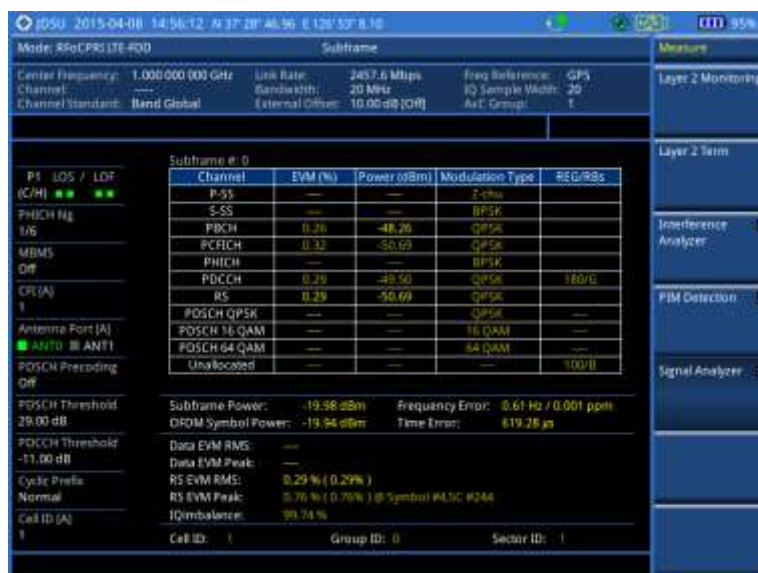 JDSU 2015-04-08 14:56:12 N 37° 28' 46.96 E 126° 53' 8.10 95%
Mode: RFoCPRI LTE-FDD Subframe Measure
Center Frequency: 1.000 000 000 GHz Link Rate: 2457.6 Mbps Freq Reference: GPS
Channel: ---- Bandwidth: 20 MHz IQ Sample Width: 20
Channel Standard: Band Global External Offset: 10.00 dB [Off] AxC Group: 1
Layer 2 Monitoring
Layer 2 Term
Interference Analyzer
PIM Detection
Signal Analyzer
P1 LOS / LOF
(C/H)
PHICH Ng
1/6
MBMS
Off
CFI [A]
1
Antenna Port [A]
ANT0 ANT1
PDSCH Precoding
Off
PDSCH Threshold
29.00 dB
PDCCH Threshold
-11.00 dB
Cyclic Prefix
Normal
Cell ID [A]
1
Subframe #: 0
Channel EVM (%) Power (dBm) Modulation Type REG/RBs
P-SS ---- ---- Z-chu
S-SS ---- ---- BPSK
PBCH 0.26 -48.26 QPSK
PCFICH 0.32 -50.69 QPSK
PHICH ---- ---- BPSK
PDCCH 0.29 -49.50 QPSK 180/G
RS 0.29 -50.69 QPSK
PDSCH QPSK ---- ---- QPSK ----
PDSCH 16 QAM ---- ---- 16 QAM ----
PDSCH 64 QAM ---- ---- 64 QAM ----
Unallocated ---- ---- 100/B
Subframe Power: -19.98 dBm Frequency Error: 0.61 Hz / 0.001 ppm
OFDM Symbol Power: -19.94 dBm Time Error: 619.28 µs
Data EVM RMS: ----
Data EVM Peak: ----
RS EVM RMS: 0.29 % ( 0.29% )
RS EVM Peak: 0.76 % ( 0.76% ) @ Symbol #4,SC #244
IQimbalance: 99.74 %
Cell ID: 1 Group ID: 0 Sector ID: 1